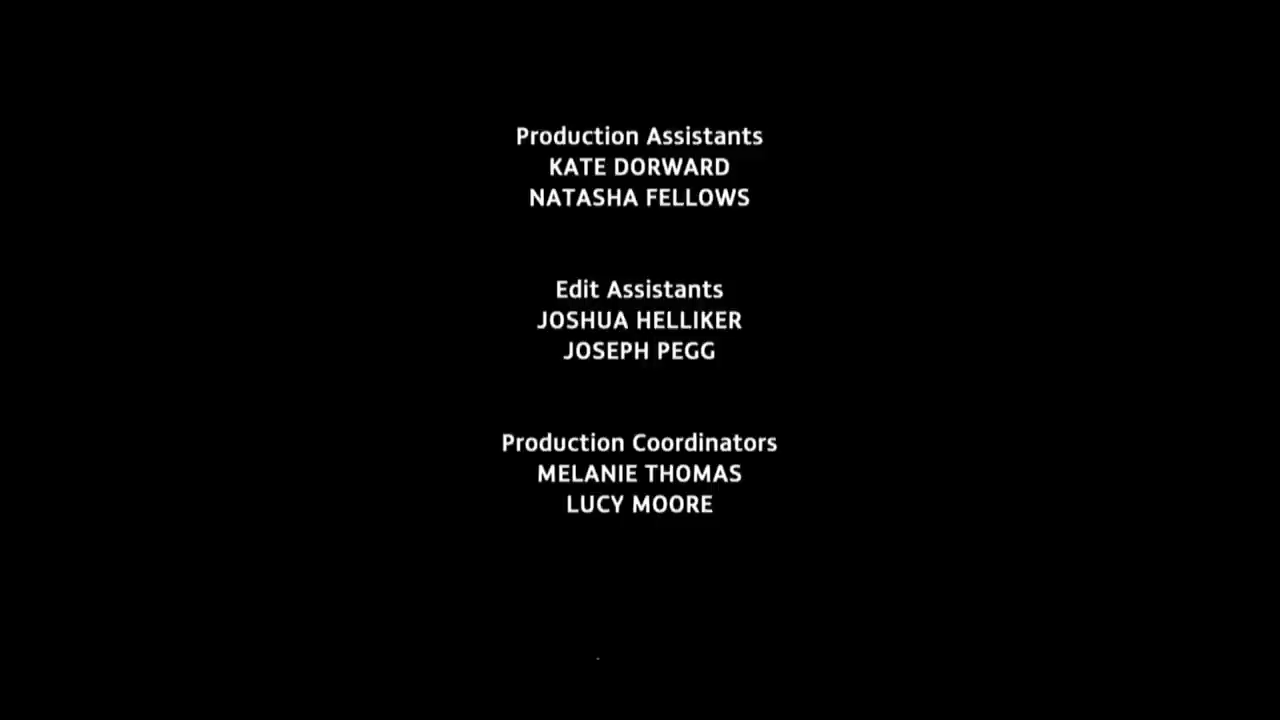 Production Assistants
KATE DORWARD
NATASHA FELLOWS
Edit Assistants
JOSHUA HELLIKER
JOSEPH PEGG
Production Coordinators
MELANIE THOMAS
LUCY MOORE